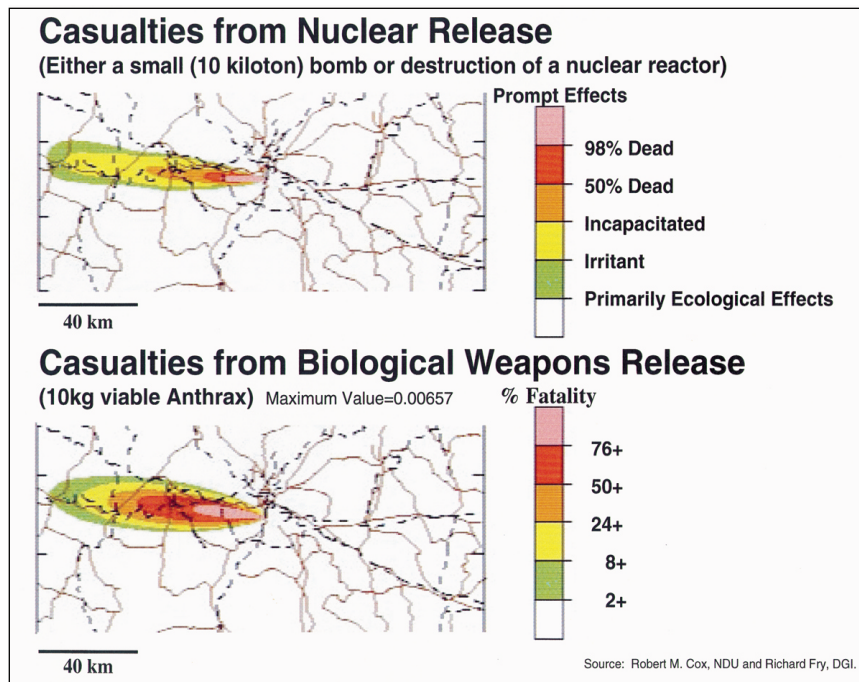 Casualties from Nuclear Release
(Either a small (10 kiloton) bomb or destruction of a nuclear reactor)
Prompt Effects
98% Dead
50% Dead
Incapacitated
Irritant
Primarily Ecological Effects
40 km
Casualties from Biological Weapons Release
(10kg viable Anthrax) Maximum Value=0.00657
% Fatality
76+
50+
24+
8+
2+
40 km
Source: Robert M. Cox, NDU and Richard Fry, DGI.